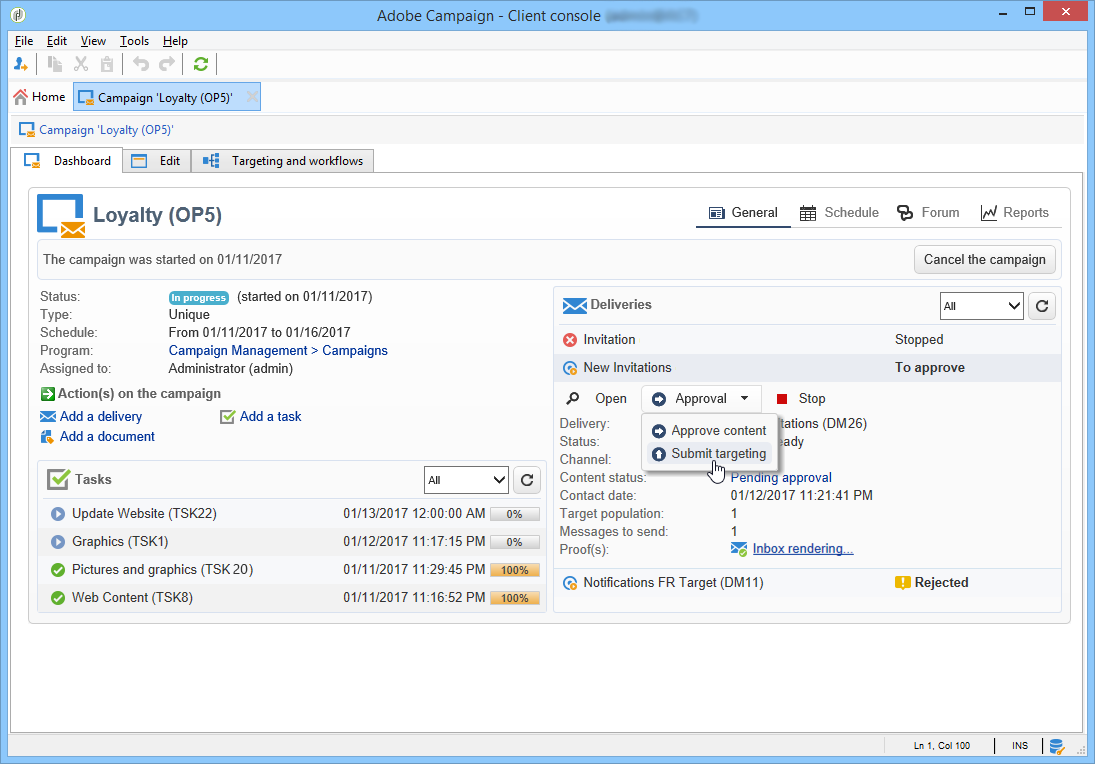 Adobe Campaign - Client console
File Edit View Tools Help
Home Campaign 'Loyalty (OP5)'
Campaign 'Loyalty (OP5)'
Dashboard Edit Targeting and workflows
Loyalty (OP5)
General Schedule Forum Reports
The campaign was started on 01/11/2017 Cancel the campaign
Status: In progress (started on 01/11/2017)
Type: Unique
Schedule: From 01/11/2017 to 01/16/2017
Program: Campaign Management > Campaigns
Assigned to: Administrator (admin)
Action(s) on the campaign
Add a delivery Add a task
Add a document
Tasks All
Update Website (TSK22) 01/13/2017 12:00:00 AM 0%
Graphics (TSK1) 01/12/2017 11:17:15 PM 0%
Pictures and graphics (TSK20) 01/11/2017 11:29:45 PM 100%
Web Content (TSK8) 01/11/2017 11:16:52 PM 100%
Deliveries All
Invitation Stopped
New Invitations To approve
Open Approval Stop
Approve content
Submit targeting
Delivery: tations (DM26)
Status: eady
Channel:
Content status: Pending approval
Contact date: 01/12/2017 11:21:41 PM
Target population: 1
Messages to send: 1
Proof(s): Inbox rendering...
Notifications FR Target (DM11) Rejected
Ln 1, Col 100 INS